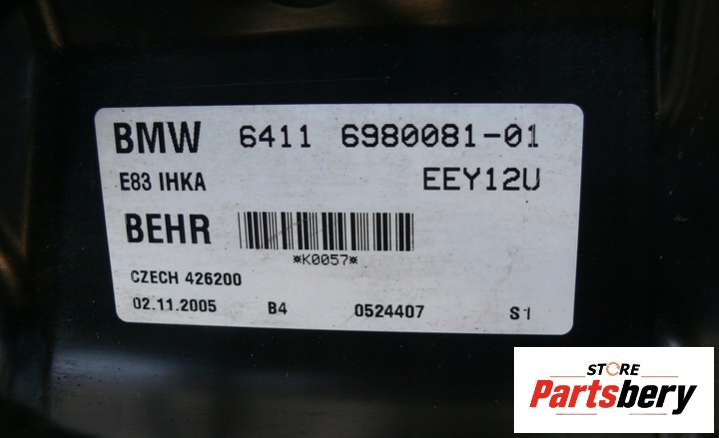 BMW 6411 6980081-01
E83 IHKA EEY12U
BEHR
*K0057*
CZECH 426200
02.11.2005 B4 0524407 S1
STORE
Partsbery